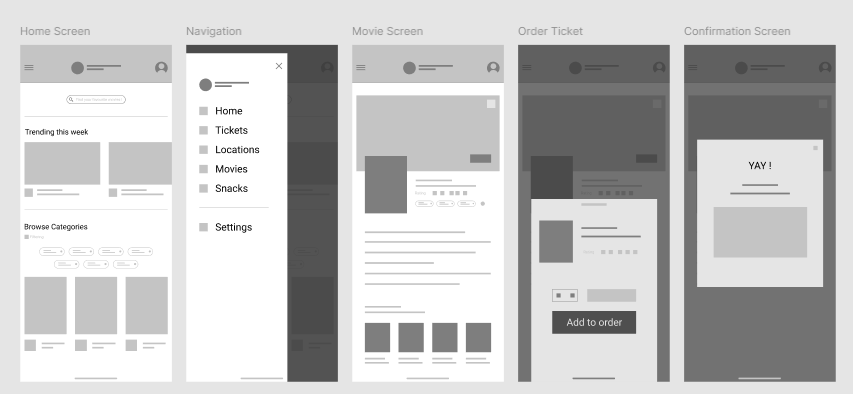 Home Screen
Navigation
Movie Screen
Order Ticket
Confirmation Screen
Trending this week
Browse Categories
Home
Tickets
Locations
Movies
Snacks
Settings
Add to order
YAY !